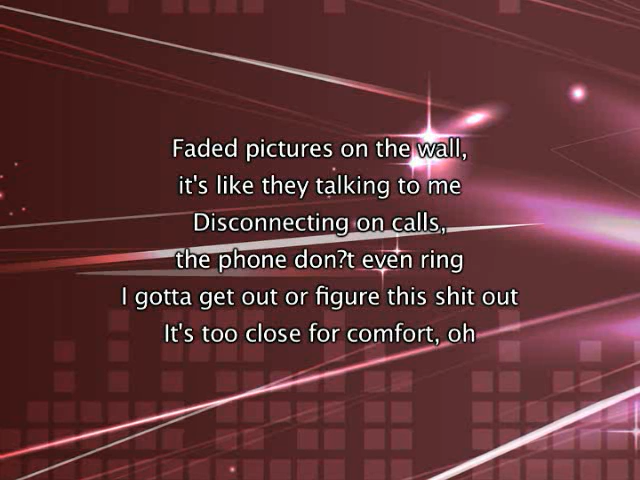 Faded pictures on the wall,
it's like they talking to me
Disconnecting on calls,
the phone don?t even ring
I gotta get out or figure this shit out
It's too close for comfort, oh